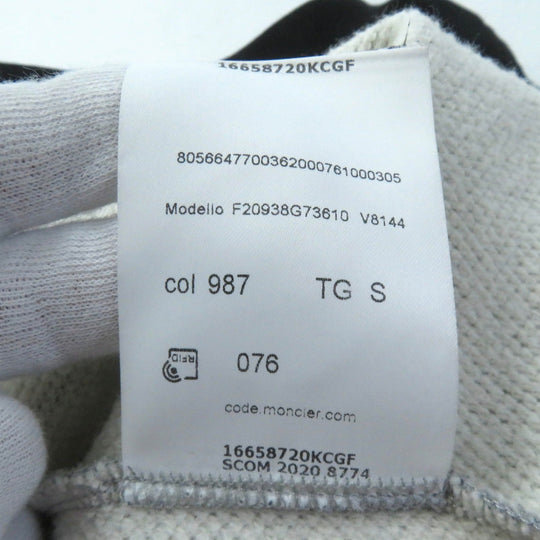 16658720KCGF
8056647700362000761000305
Modello F20938G73610 V8144
col 987 TG S
RFID 076
code.moncler.com
16658720KCGF
SCOM 2020 8774